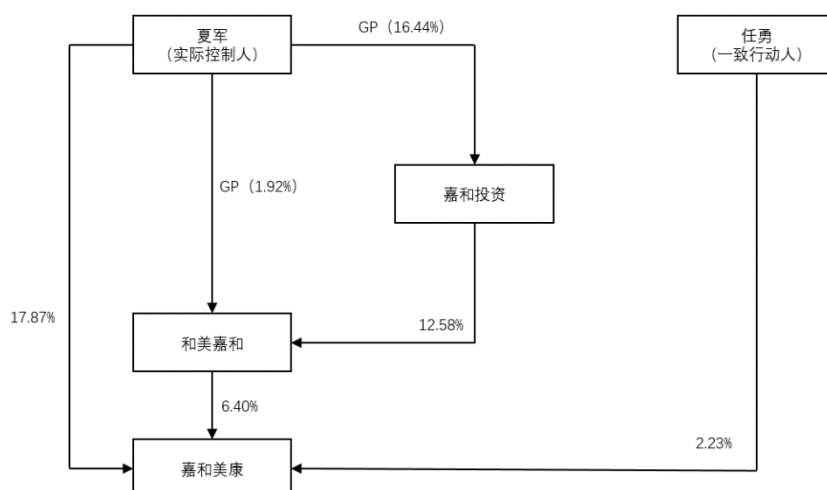 夏军
（实际控制人）
GP（16.44%）
任勇
（一致行动人）
GP（1.92%）
嘉和投资
17.87%
12.58%
和美嘉和
6.40%
2.23%
嘉和美康